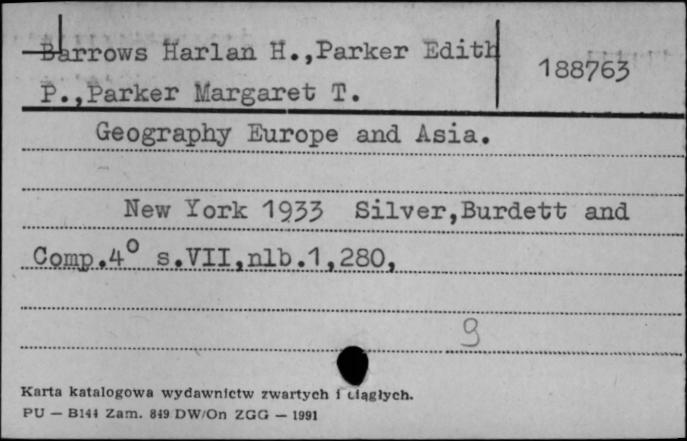 Barrows Harlan H.,Parker Edith
188763
P.,Parker Margaret T.
Geography Europe and Asia.
New York 1933 Silver,Burdett and
Comp.4° s.VII,nlb.1,280,
9
Karta katalogowa wydawnictw zwartych i ciągłych.
PU — B144 Zam. 849 DW/On ZGG — 1991